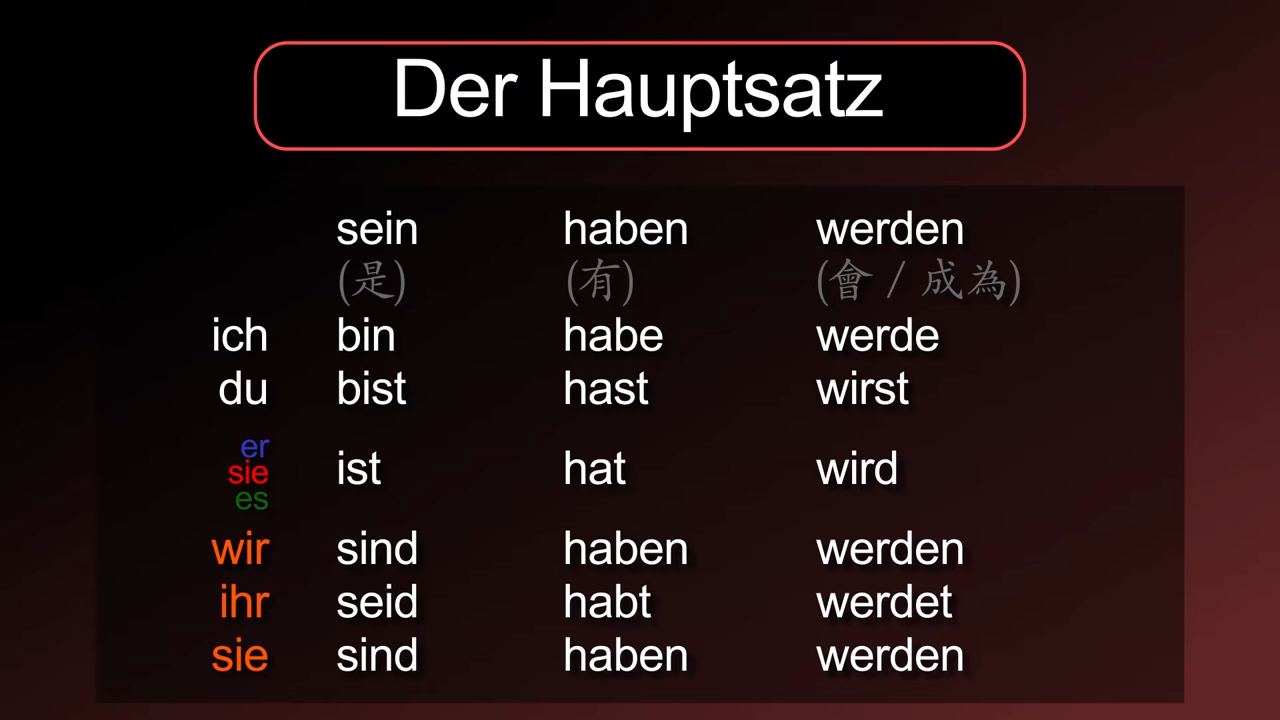 Der Hauptsatz
sein haben werden
(是) (有) (會 / 成為)
ich bin habe werde
du bist hast wirst
er
sie ist hat wird
es
wir sind haben werden
ihr seid habt werdet
sie sind haben werden